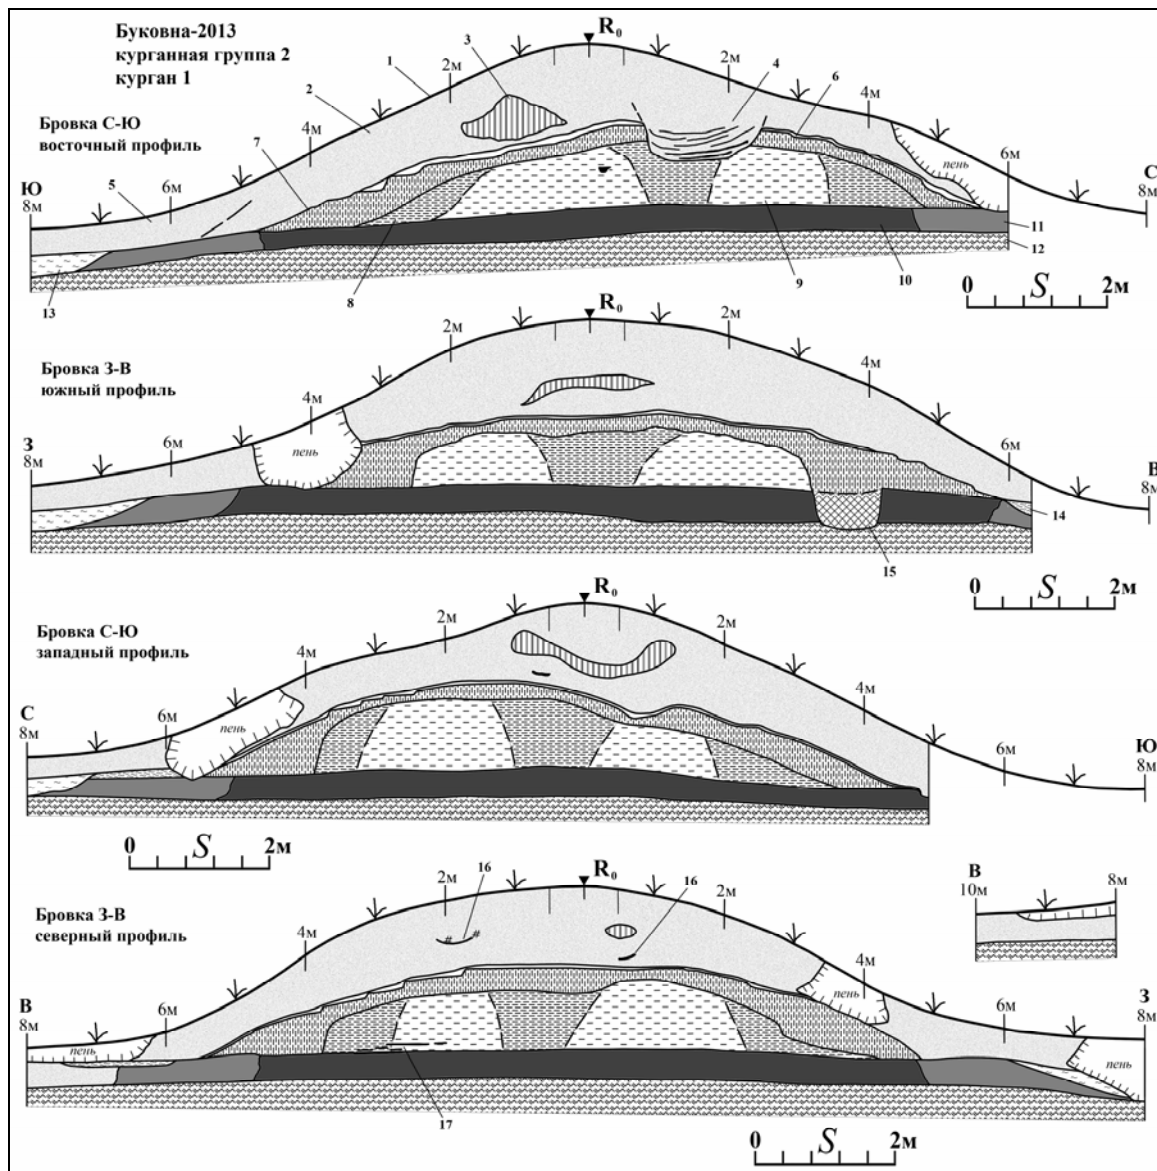 Буковна-2013
курганная группа 2
курган 1
R₀
3
4
6
1
2м
2м
2
4м
Бровка С-Ю
восточный профиль
7
4м
пень
6м
Ю
8м
5
6м
С
8м
11
12
13
8
9
10
0 S 2м
R₀
2м
2м
Бровка З-В
южный профиль
4м
4м
пень
З
8м
6м
6м
В
8м
14
15
0 S 2м
R₀
Бровка С-Ю
западный профиль
2м
2м
4м
4м
С
8м
6м
пень
6м
Ю
8м
0 S 2м
16
R₀
16
2м
2м
В
10м
8м
Бровка З-В
северный профиль
4м
4м
пень
В
8м
6м
пень
6м
З
8м
пень
17
0 S 2м